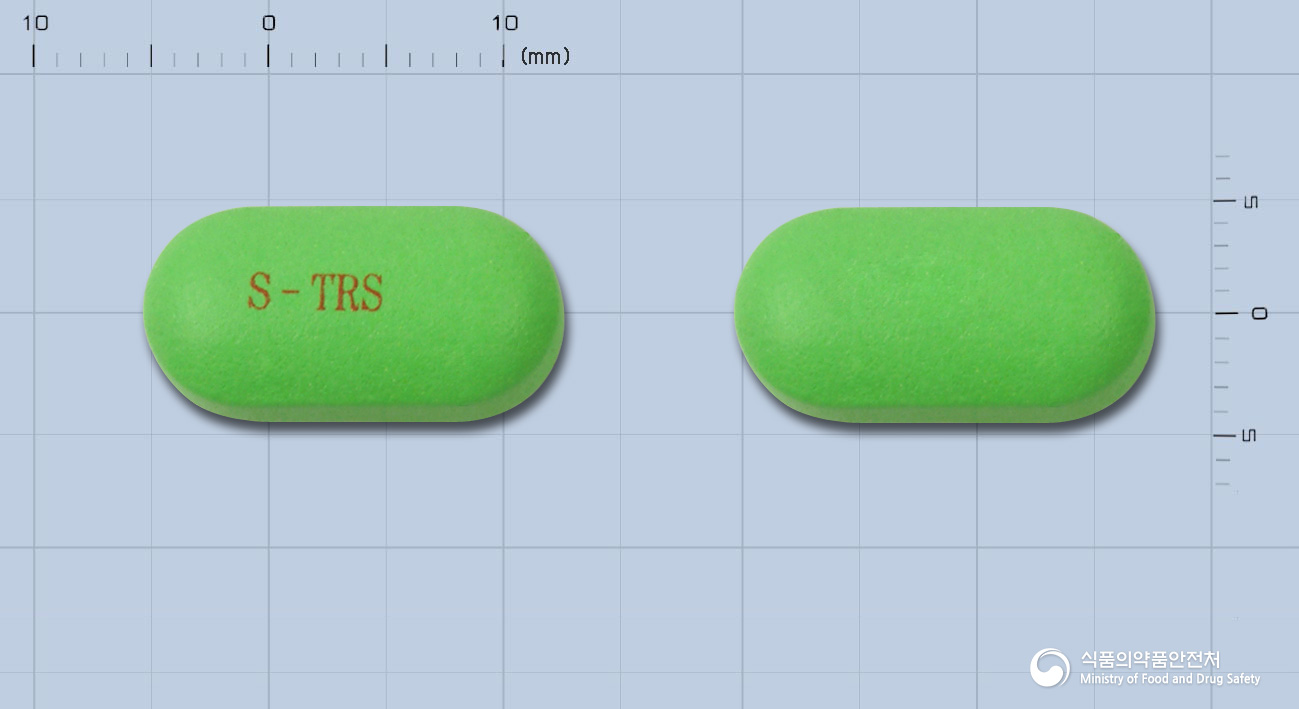 10 0 10
(mm)
S-TRS
5
0
5
식품의약품안전처
Ministry of Food and Drug Safety